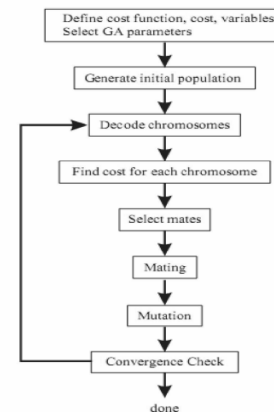 Define cost function, cost, variables
Select GA parameters
Generate initial population
Decode chromosomes
Find cost for each chromosome
Select mates
Mating
Mutation
Convergence Check
done